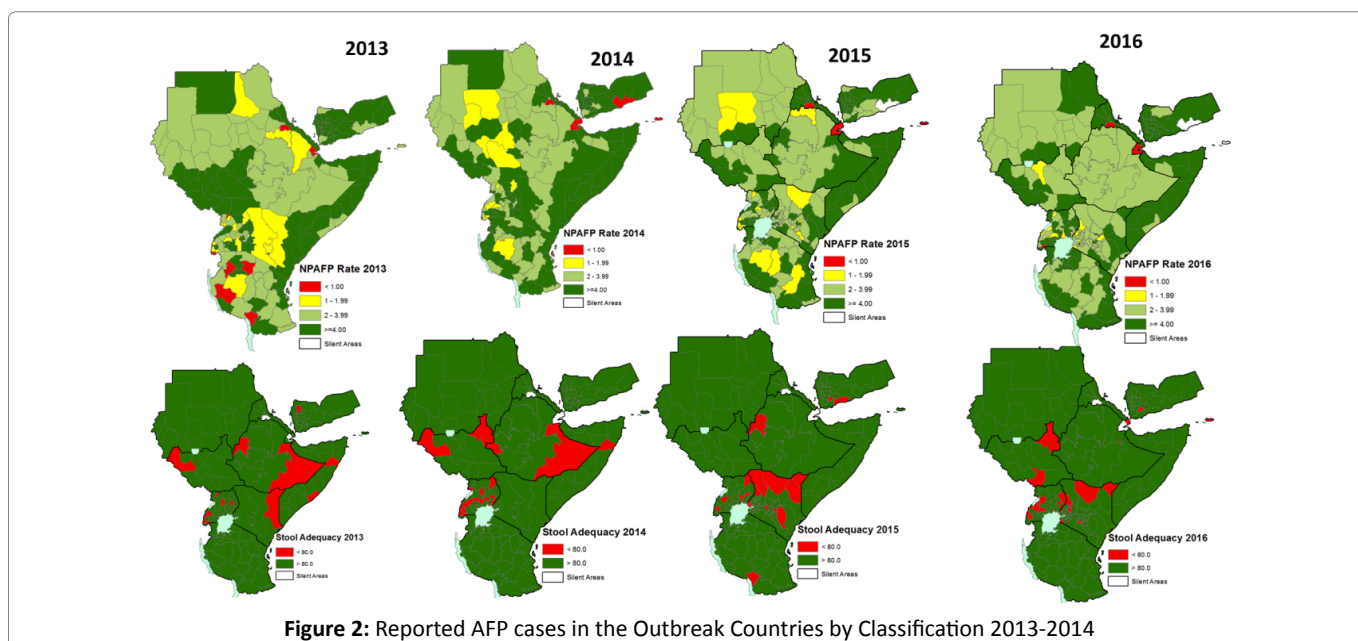 2013
2014
2015
2016
NPAFP Rate 2013
< 1.00
1 - 1.99
2 - 3.99
>=4.00
Silent Areas
NPAFP Rate 2014
< 1.00
1 - 1.99
2 - 3.99
>=4.00
Silent Areas
NPAFP Rate 2015
< 1.00
1 - 1.99
2 - 3.99
>= 4.00
Silent Areas
NPAFP Rate 2016
< 1.00
1 - 1.99
2 - 3.99
>= 4.00
Silent Areas
Stool Adequacy 2013
< 80.0
> 80.0
Silent Areas
Stool Adequacy 2014
< 80.0
> 80.0
Silent Areas
Stool Adequacy 2015
< 80.0
> 80.0
Silent Areas
Stool Adequacy 2016
< 80.0
> 80.0
Silent Areas
Figure 2: Reported AFP cases in the Outbreak Countries by Classification 2013-2014